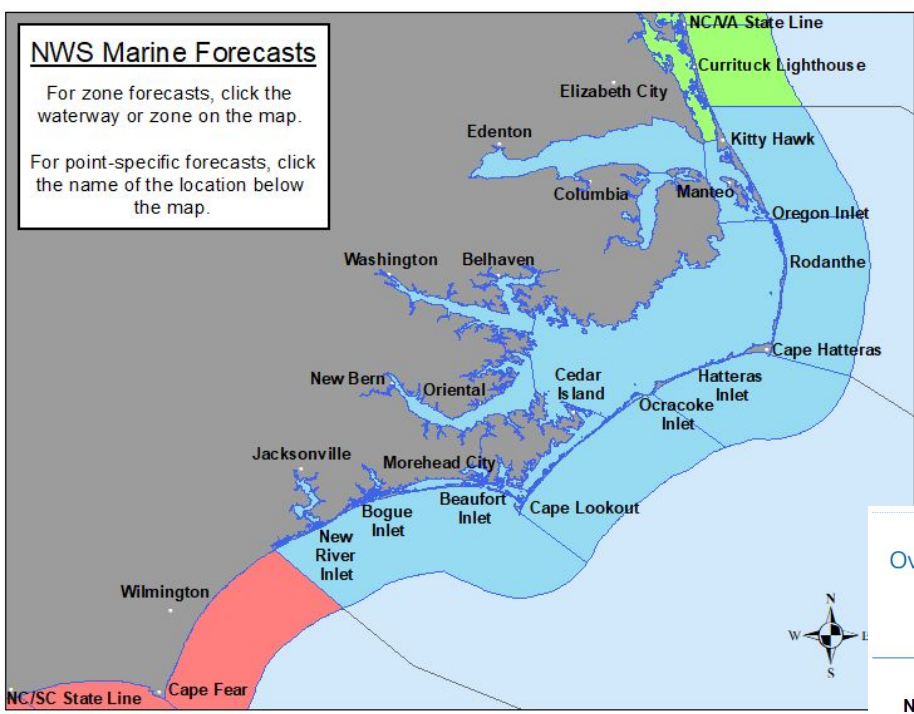 NWS Marine Forecasts
For zone forecasts, click the
waterway or zone on the map.
For point-specific forecasts, click
the name of the location below
the map.
NC/VA State Line
Currituck Lighthouse
Elizabeth City
Edenton
Kitty Hawk
Columbia
Manteo
Oregon Inlet
Washington
Belhaven
Rodanthe
Cape Hatteras
New Bern
Oriental
Cedar
Island
Hatteras
Inlet
Ocracoke
Inlet
Jacksonville
Morehead City
Beaufort
Inlet
Cape Lookout
Bogue
Inlet
New
River
Inlet
Wilmington
Cape Fear
NC/SC State Line
N
W
E
S
Ov
N